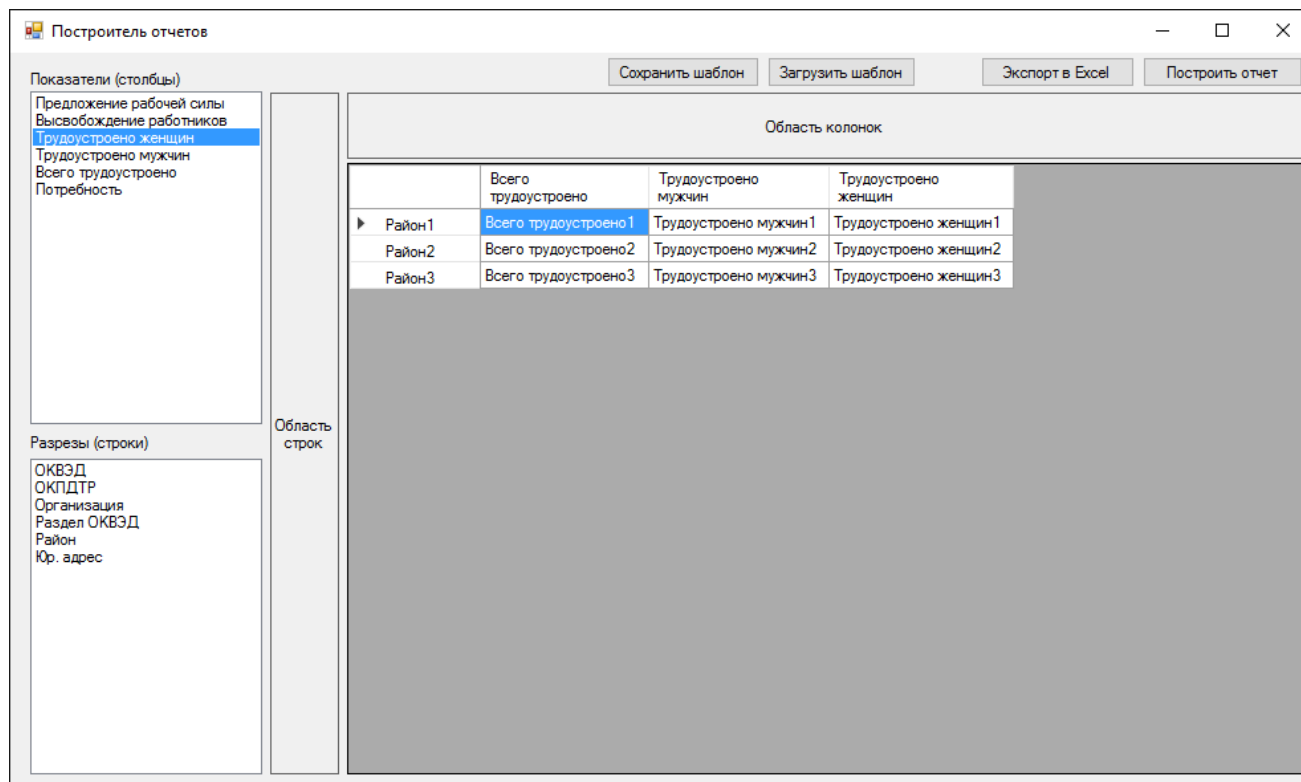 Построитель отчетов
Сохранить шаблон
Загрузить шаблон
Экспорт в Excel
Построить отчет
Показатели (столбцы)
Предложение рабочей силы
Высвобождение работников
Трудоустроено женщин
Трудоустроено мужчин
Всего трудоустроено
Потребность
Разрезы (строки)
ОКВЭД
ОКПДТР
Организация
Раздел ОКВЭД
Район
Юр. адрес
Область
строк
Область колонок
Всего
трудоустроено
Трудоустроено
мужчин
Трудоустроено
женщин
Район1 Всего трудоустроено1 Трудоустроено мужчин1 Трудоустроено женщин1
Район2 Всего трудоустроено2 Трудоустроено мужчин2 Трудоустроено женщин2
Район3 Всего трудоустроено3 Трудоустроено мужчин3 Трудоустроено женщин3